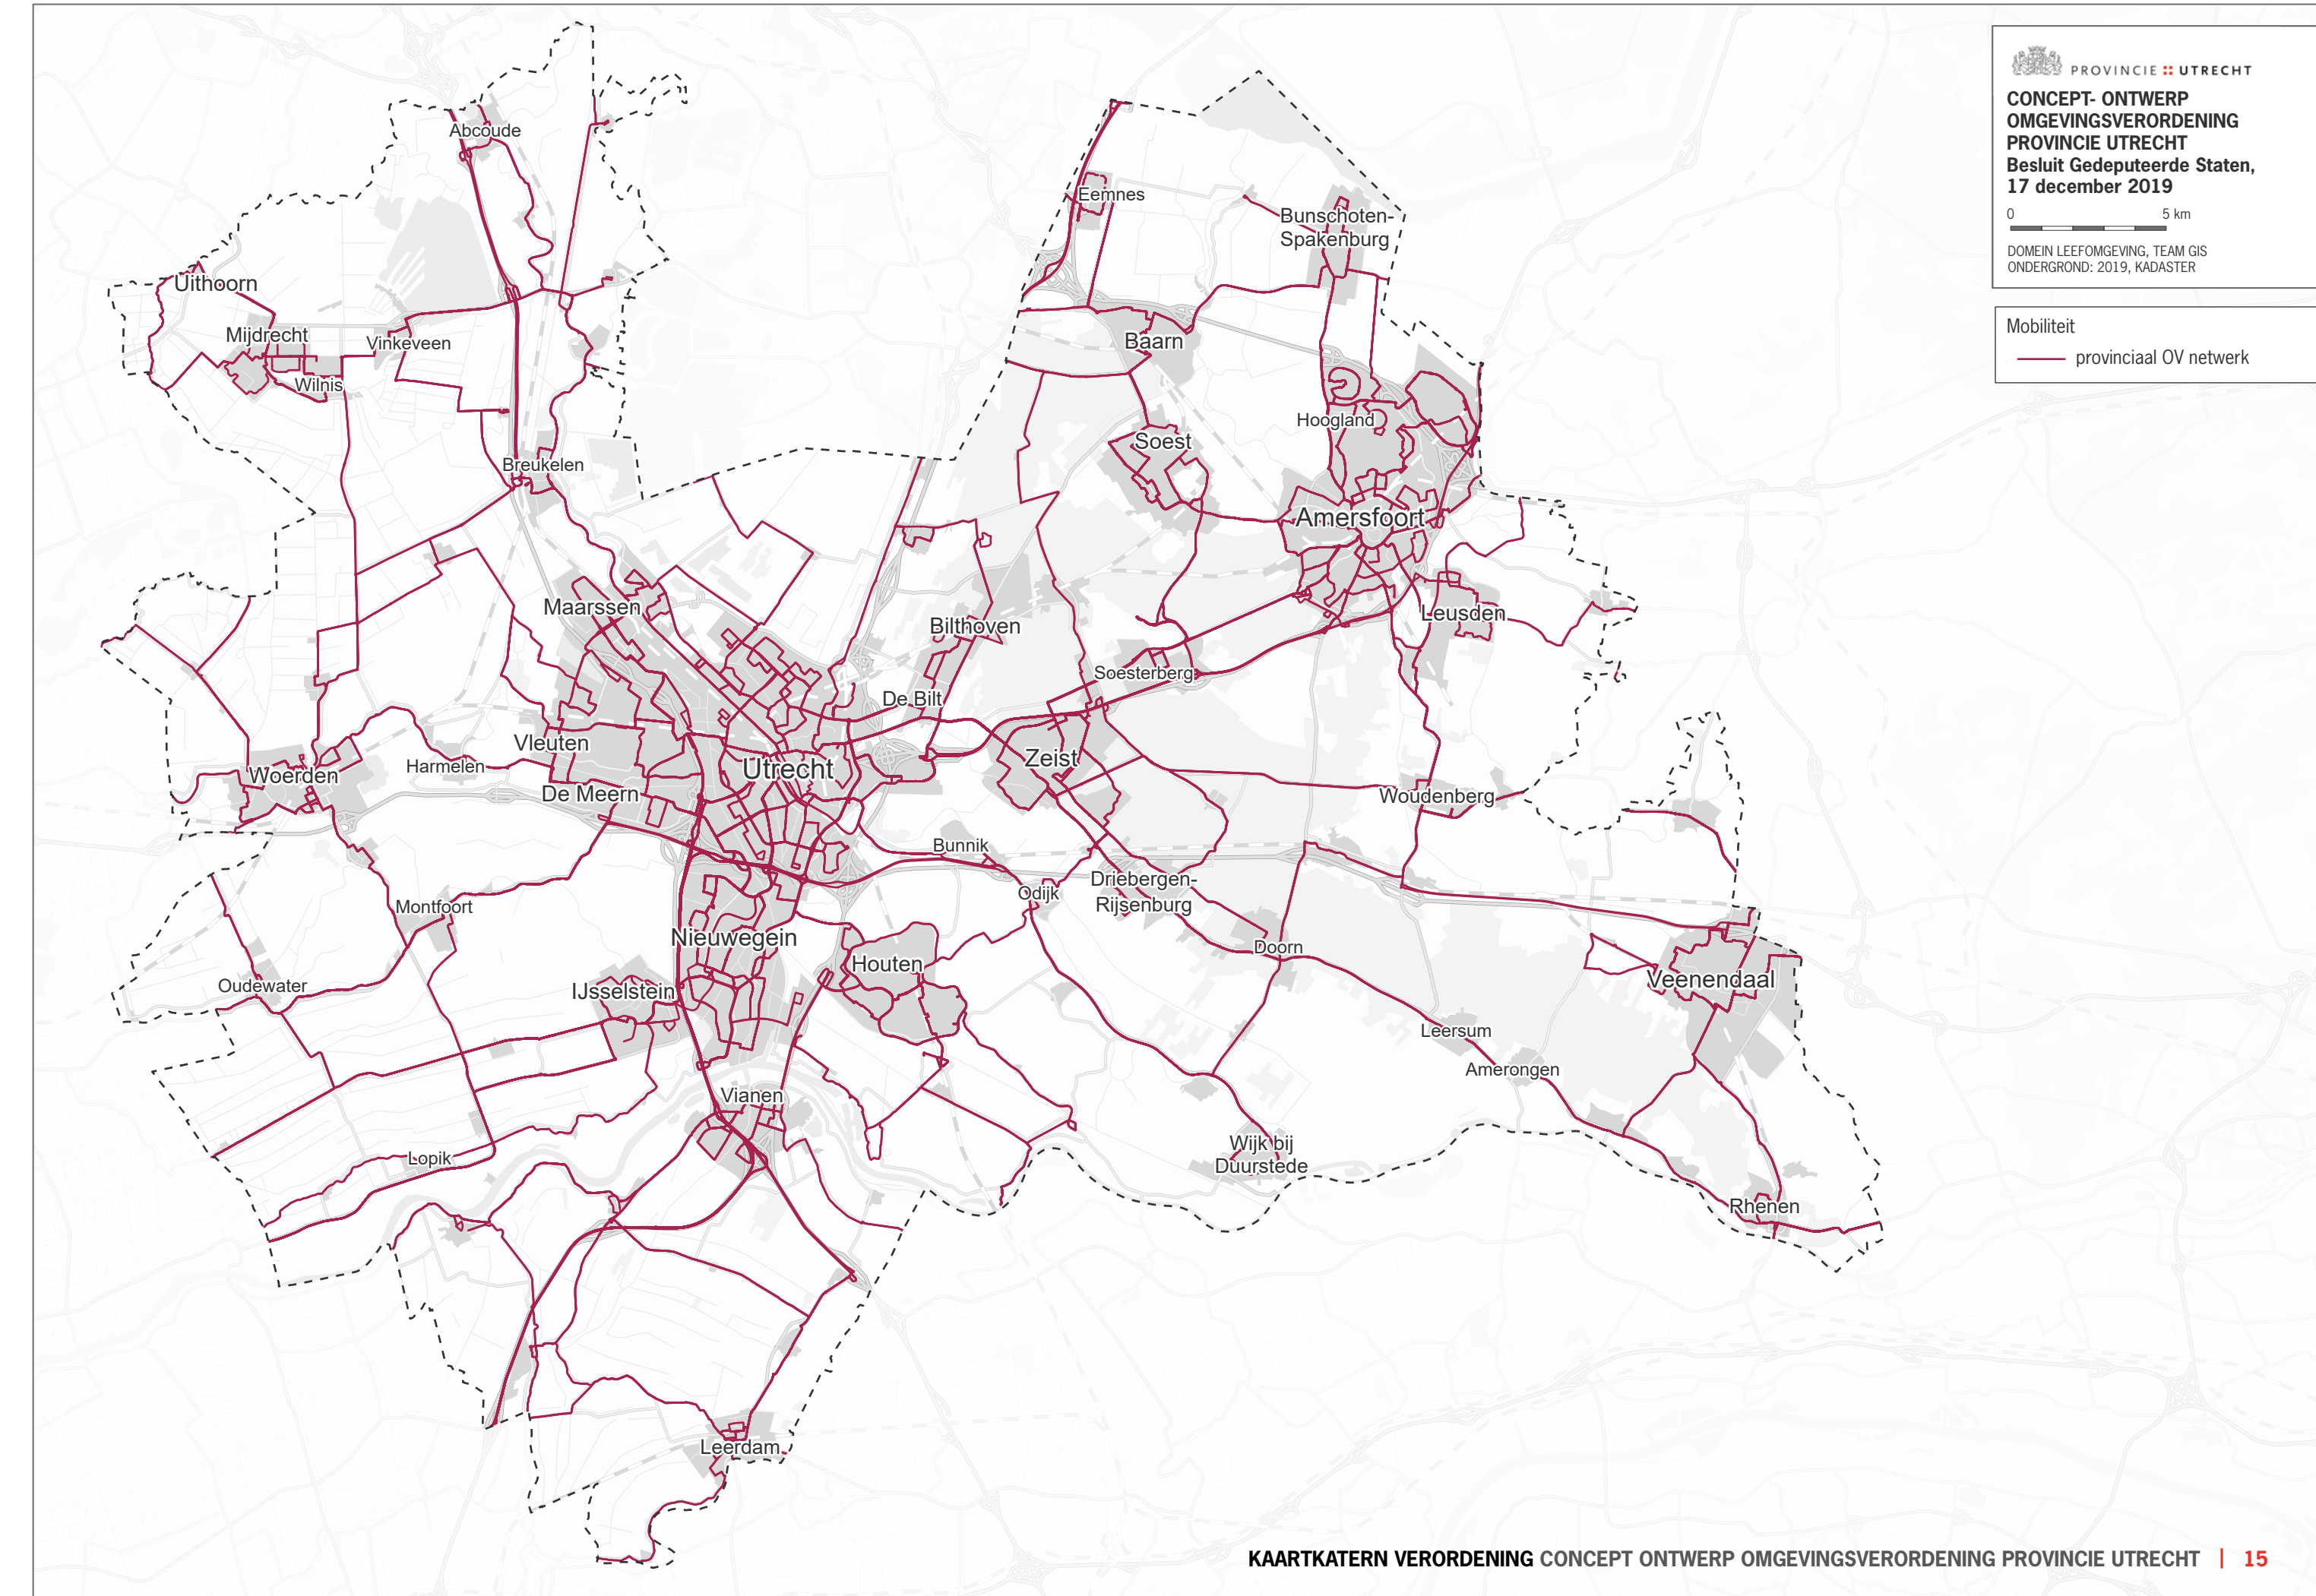 PROVINCIE :: UTRECHT
CONCEPT- ONTWERP
OMGEVINGSVERORDENING
PROVINCIE UTRECHT
Besluit Gedeputeerde Staten,
17 december 2019
0 5 km
DOMEIN LEEFOMGEVING, TEAM GIS
ONDERGROND: 2019, KADASTER
Mobiliteit
provinciaal OV netwerk
Abcoude
Eemnes
Bunschoten-
Spakenburg
Uithoorn
Mijdrecht
Vinkeveen
Baarn
Wilnis
Hoogland
Soest
Breukelen
Amersfoort
Maarssen
Leusden
Bilthoven
Soesterberg
De Bilt
Vleuten
Zeist
Harmelen
Utrecht
Woerden
De Meern
Woudenberg
Bunnik
Driebergen-
Rijsenburg
Odijk
Montfoort
Nieuwegein
Doorn
Houten
Veenendaal
Oudewater
IJsselstein
Leersum
Amerongen
Vianen
Wijk bij
Duurstede
Lopik
Rhenen
Leerdam
KAARTKATERN VERORDENING CONCEPT ONTWERP OMGEVINGSVERORDENING PROVINCIE UTRECHT | 15